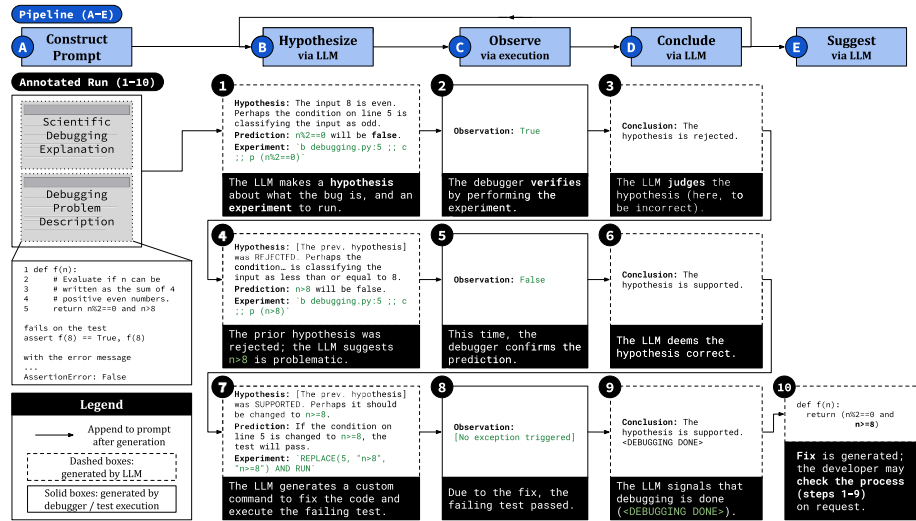 Pipeline (A–E)
A
Construct
Prompt
B
Hypothesize
via LLM
C
Observe
via execution
D
Conclude
via LLM
E
Suggest
via LLM
Annotated Run (1-10)
Scientific
Debugging
Explanation
Debugging
Problem
Description
1 def f(n):
2     # Evaluate if n can be
3     # written as the sum of 4
4     # positive even numbers.
5     return n%2==0 and n>8
fails on the test
assert f(8) == True, f(8)
with the error message
...
AssertionError: False
Legend
Append to prompt
after generation
Dashed boxes:
generated by LLM
Solid boxes: generated by
debugger / test execution
1
Hypothesis: The input 8 is even.
Perhaps the condition on line 5 is
classifying the input as odd.
Prediction: n%2==0 will be false.
Experiment: `b debugging.py:5 ;; c
;; p (n%2==0)`
The LLM makes a hypothesis
about what the bug is, and an
experiment to run.
2
Observation: True
The debugger verifies
by performing the
experiment.
3
Conclusion: The
hypothesis is rejected.
The LLM judges the
hypothesis (here, to
be incorrect).
4
Hypothesis: [The prev. hypothesis]
was REJECTED. Perhaps the
condition… is classifying the
input as less than or equal to 8.
Prediction: n>8 will be false.
Experiment: `b debugging.py:5 ;; c
;; p (n>8)`
The prior hypothesis was
rejected; the LLM suggests
n>8 is problematic.
5
Observation: False
This time, the
debugger confirms the
prediction.
6
Conclusion: The
hypothesis is supported.
The LLM deems the
hypothesis correct.
7
Hypothesis: [The prev. hypothesis]
was SUPPORTED. Perhaps it should
be changed to n>=8.
Prediction: If the condition on
line 5 is changed to n>=8, the
test will pass.
Experiment: `REPLACE(5, "n>8",
"n>=8") AND RUN`
The LLM generates a custom
command to fix the code and
execute the failing test.
8
Observation:
[No exception triggered]
Due to the fix, the
failing test passed.
9
Conclusion: The
hypothesis is supported.
<DEBUGGING DONE>
The LLM signals that
debugging is done
(<DEBUGGING DONE>).
10
def f(n):
return (n%2==0 and
n>=8)
Fix is generated;
the developer may
check the process
(steps 1–9)
on request.